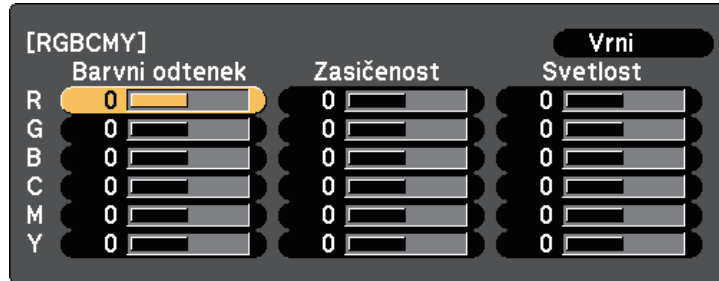 [RGBCMY] Vrni
Barvni odtenek Zasičenost Svetlost
R 0 0 0
G 0 0 0
B 0 0 0
C 0 0 0
M 0 0 0
Y 0 0 0